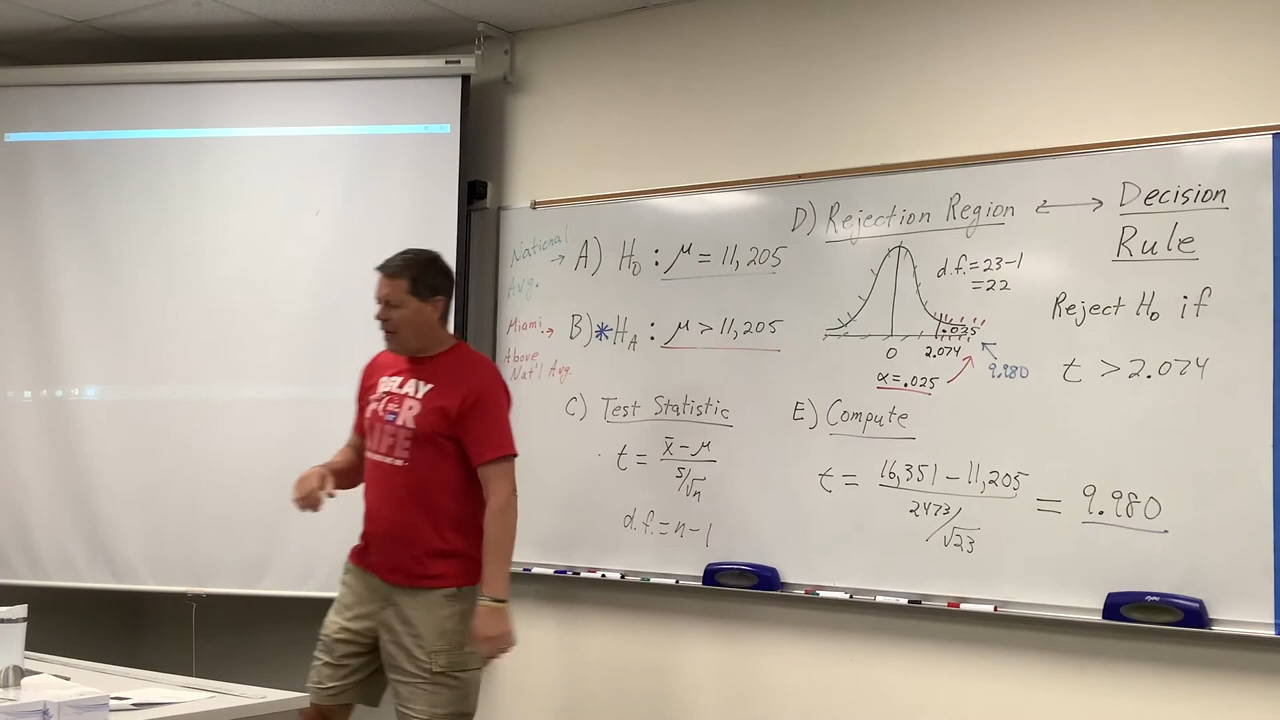 National
Avg. →
A) H₀ : μ = 11,205
Miami →
Above
Nat'l Avg.
B) *H_A : μ > 11,205
C) Test Statistic
t = (x̄ - μ) / (s/√n)
d.f. = n-1
D) Rejection Region ↔ Decision
Rule
d.f. = 23-1
= 22
.025
0 2.074
9.980
α = .025
Reject H₀ if
t > 2.074
E) Compute
t = (16,351 - 11,205) / (2473/√23) = 9.980
RELAY
FOR
LIFE
expo